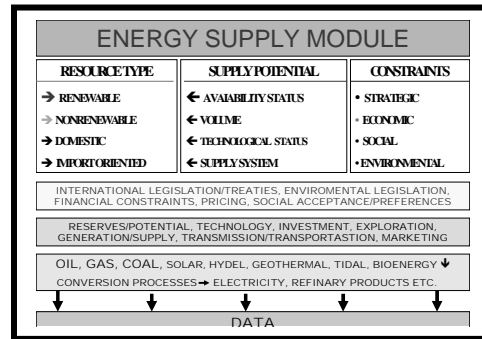 ENERGY SUPPLY MODULE
RESOURCE TYPE
→ RENEWABLE
→ NONRENEWABLE
→ DOMESTIC
→ IMPORT ORIENTED
SUPPLY POTENTIAL
← AVAIABILITY STATUS
← VOLUME
← TECHNOLOGICAL STATUS
← SUPPLY SYSTEM
CONSTRAINTS
• STRATEGIC
• ECONOMIC
• SOCIAL
• ENVIRONMENTAL
INTERNATIONAL LEGISLATION/TREATIES, ENVIROMENTAL LEGISLATION,
FINANCIAL CONSTRAINTS, PRICING, SOCIAL ACCEPTANCE/PREFERENCES
RESERVES/POTENTIAL, TECHNOLOGY, INVESTMENT, EXPLORATION,
GENERATION/SUPPLY, TRANSMISSION/TRANSPORTASTION, MARKETING
OIL, GAS, COAL, SOLAR, HYDEL, GEOTHERMAL, TIDAL, BIOENERGY ↓
CONVERSION PROCESSES → ELECTRICITY, REFINARY PRODUCTS ETC.
DATA